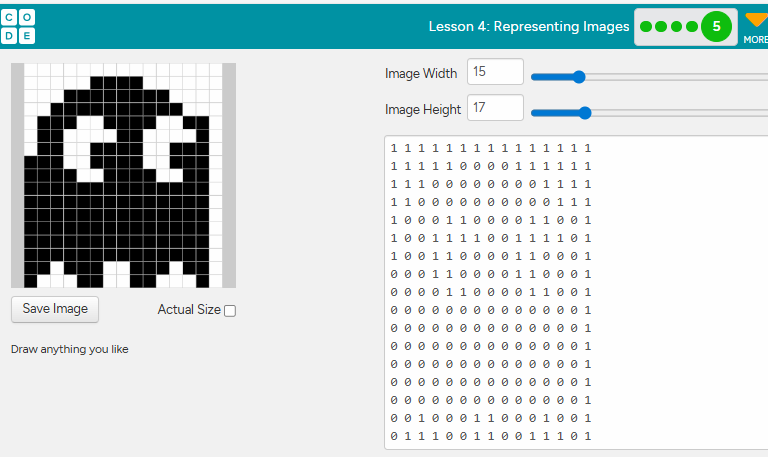 C O
D E
Lesson 4: Representing Images
5
MORE
Image Width 15
Image Height 17
1 1 1 1 1 1 1 1 1 1 1 1 1 1 1
1 1 1 1 1 0 0 0 0 1 1 1 1 1 1
1 1 1 0 0 0 0 0 0 0 0 1 1 1 1
1 1 0 0 0 0 0 0 0 0 0 0 1 1 1
1 0 0 0 1 1 0 0 0 0 1 1 0 0 1
1 0 0 1 1 1 1 0 0 1 1 1 1 0 1
1 0 0 1 1 0 0 0 0 1 1 0 0 0 1
0 0 0 1 1 0 0 0 0 1 1 0 0 0 1
0 0 0 0 1 1 0 0 0 0 1 1 0 0 1
0 0 0 0 0 0 0 0 0 0 0 0 0 0 1
0 0 0 0 0 0 0 0 0 0 0 0 0 0 1
0 0 0 0 0 0 0 0 0 0 0 0 0 0 1
0 0 0 0 0 0 0 0 0 0 0 0 0 0 1
0 0 0 0 0 0 0 0 0 0 0 0 0 0 1
0 0 0 0 0 0 0 0 0 0 0 0 0 0 1
0 0 1 0 0 0 1 1 0 0 0 1 0 0 1
0 1 1 1 0 0 1 1 0 0 1 1 1 0 1
Save Image
Actual Size
Draw anything you like